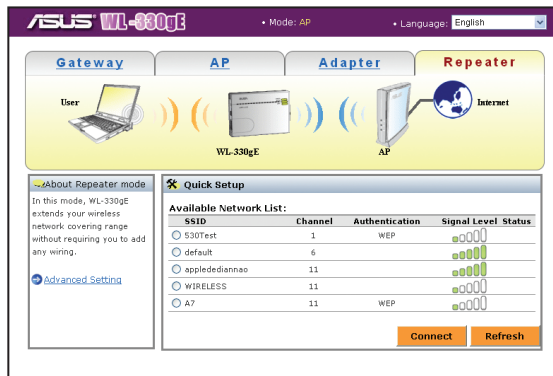 ASUS WL-330gE • Mode: AP • Language: English
Gateway AP Adapter Repeater
User Internet
WL-330gE AP
About Repeater mode
In this mode, WL-330gE
extends your wireless
network covering range
without requiring you to add
any wiring.
Advanced Setting
Quick Setup
Available Network List:
SSID Channel Authentication Signal Level Status
530Test 1 WEP
default 6
appledediannao 11
WIRELESS 11
A7 11 WEP
Connect Refresh